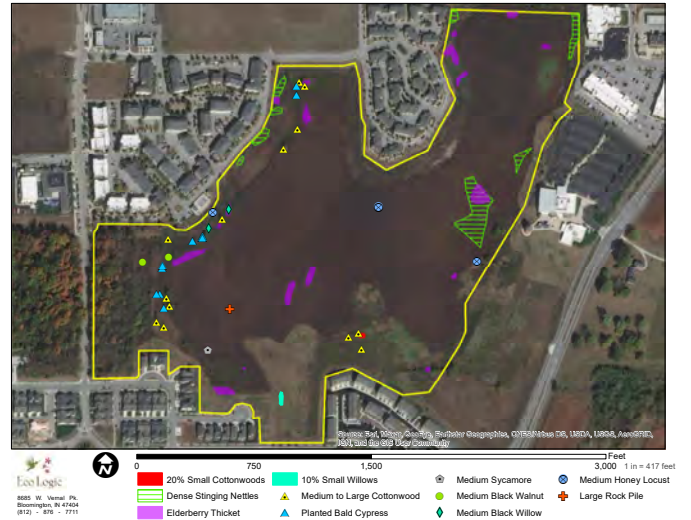 Source: Esri, Maxar, GeoEye, Earthstar Geographics, CNES/Airbus DS, USDA, USGS, AeroGRID,
IGN, and the GIS User Community
Feet
0 750 1,500 3,000
1 in = 417 feet
Eco Logic
8685 W. Vernal Pk.
Bloomington, IN 47404
(812) - 876 - 7711
20% Small Cottonwoods
10% Small Willows
Medium Sycamore
Medium Honey Locust
Dense Stinging Nettles
Medium to Large Cottonwood
Medium Black Walnut
Large Rock Pile
Elderberry Thicket
Planted Bald Cypress
Medium Black Willow